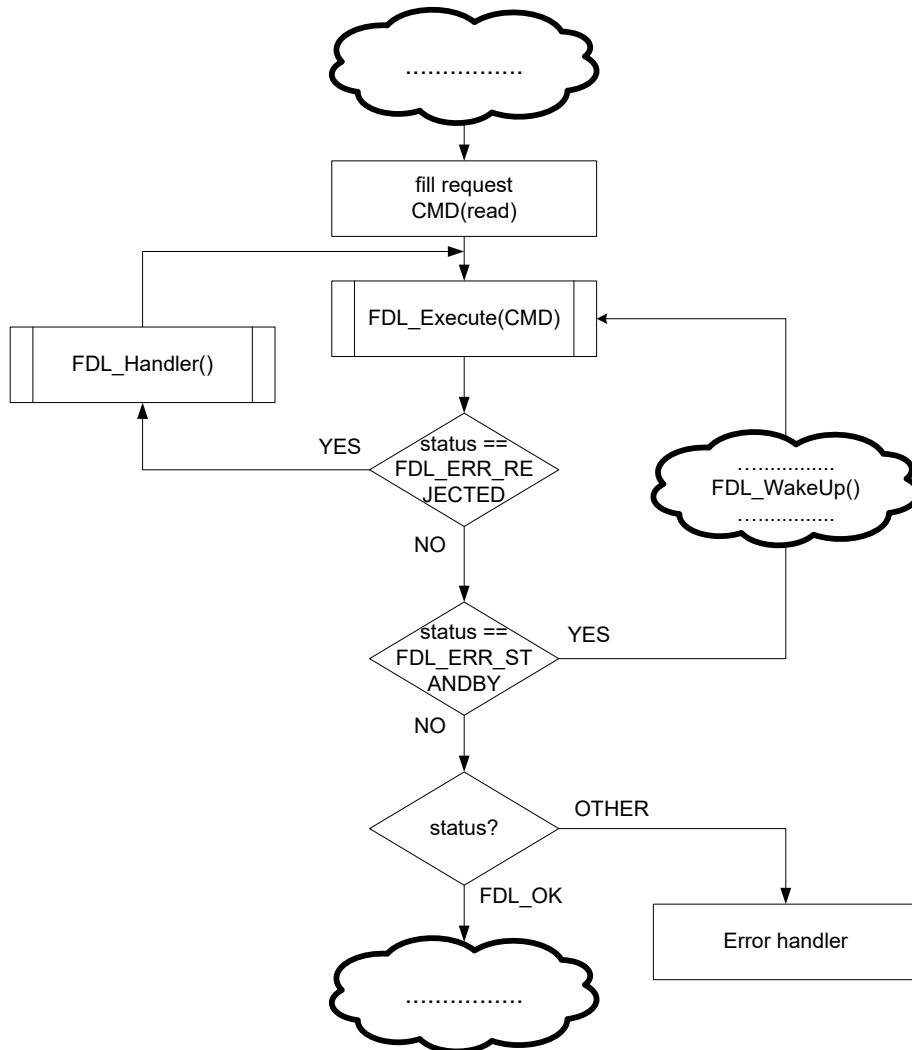 ................
fill request
CMD(read)
FDL_Execute(CMD)
FDL_Handler()
YES
status ==
FDL_ERR_RE
JECTED
................
FDL_WakeUp()
................
NO
status ==
FDL_ERR_ST
ANDBY
YES
NO
status?
OTHER
FDL_OK
Error handler
................